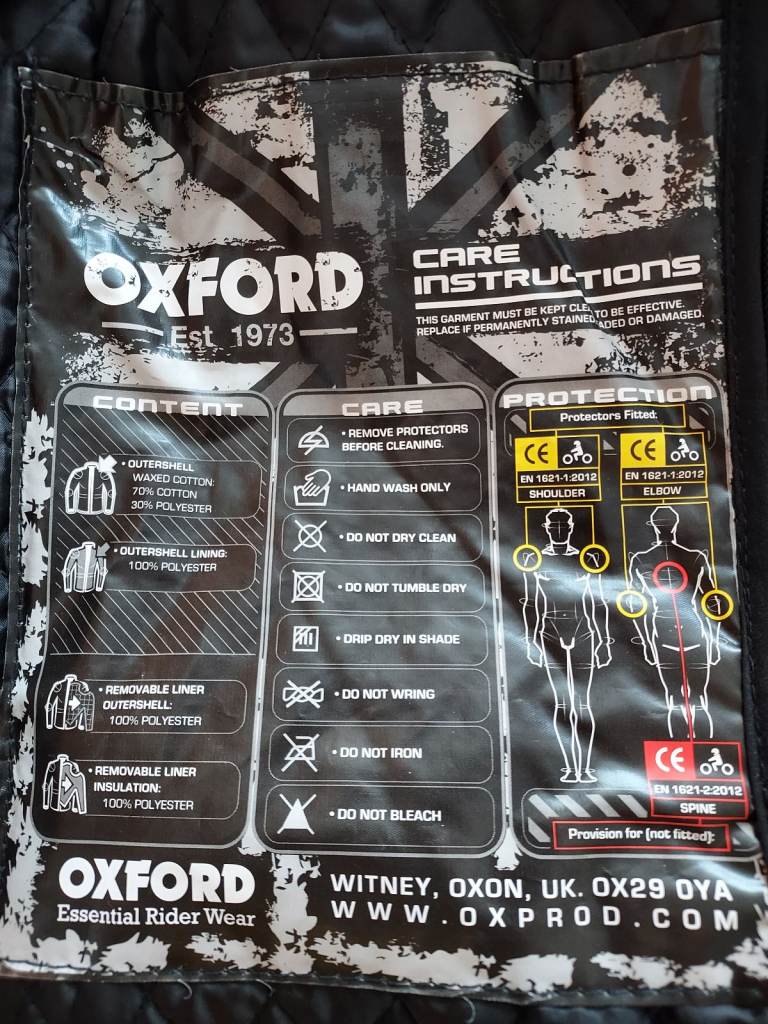 OXFORD
Est 1973
CARE
INSTRUCTIONS
THIS GARMENT MUST BE KEPT CLE TO BE EFFECTIVE.
REPLACE IF PERMANENTLY STAINED ADED OR DAMAGED.
CONTENT
• OUTERSHELL
WAXED COTTON:
70% COTTON
30% POLYESTER
• OUTERSHELL LINING:
100% POLYESTER
• REMOVABLE LINER
OUTERSHELL:
100% POLYESTER
• REMOVABLE LINER
INSULATION:
100% POLYESTER
CARE
• REMOVE PROTECTORS
BEFORE CLEANING.
• HAND WASH ONLY
• DO NOT DRY CLEAN
• DO NOT TUMBLE DRY
• DRIP DRY IN SHADE
• DO NOT WRING
• DO NOT IRON
• DO NOT BLEACH
PROTECTION
Protectors Fitted:
CE
EN 1621-1:2012
SHOULDER
CE
EN 1621-1:2012
ELBOW
CE
EN 1621-2:2012
SPINE
Provision for (not fitted):
OXFORD
Essential Rider Wear
WITNEY, OXON, UK. OX29 0YA
WWW.OXPROD.COM